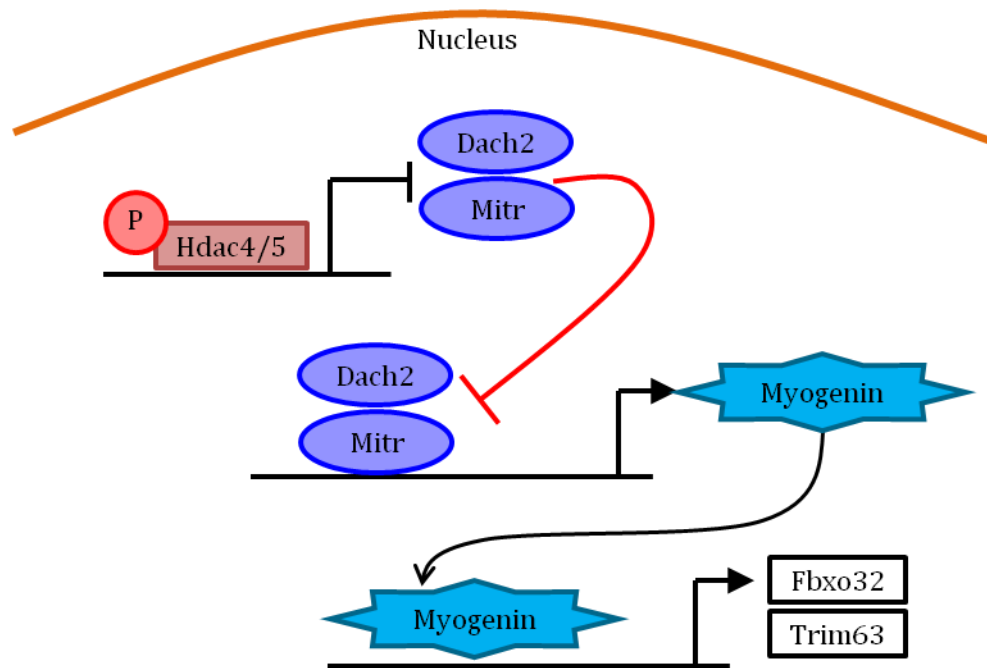 Nucleus
Dach2
Mitr
P
Hdac4/5
Dach2
Mitr
Myogenin
Myogenin
Fbxo32
Trim63